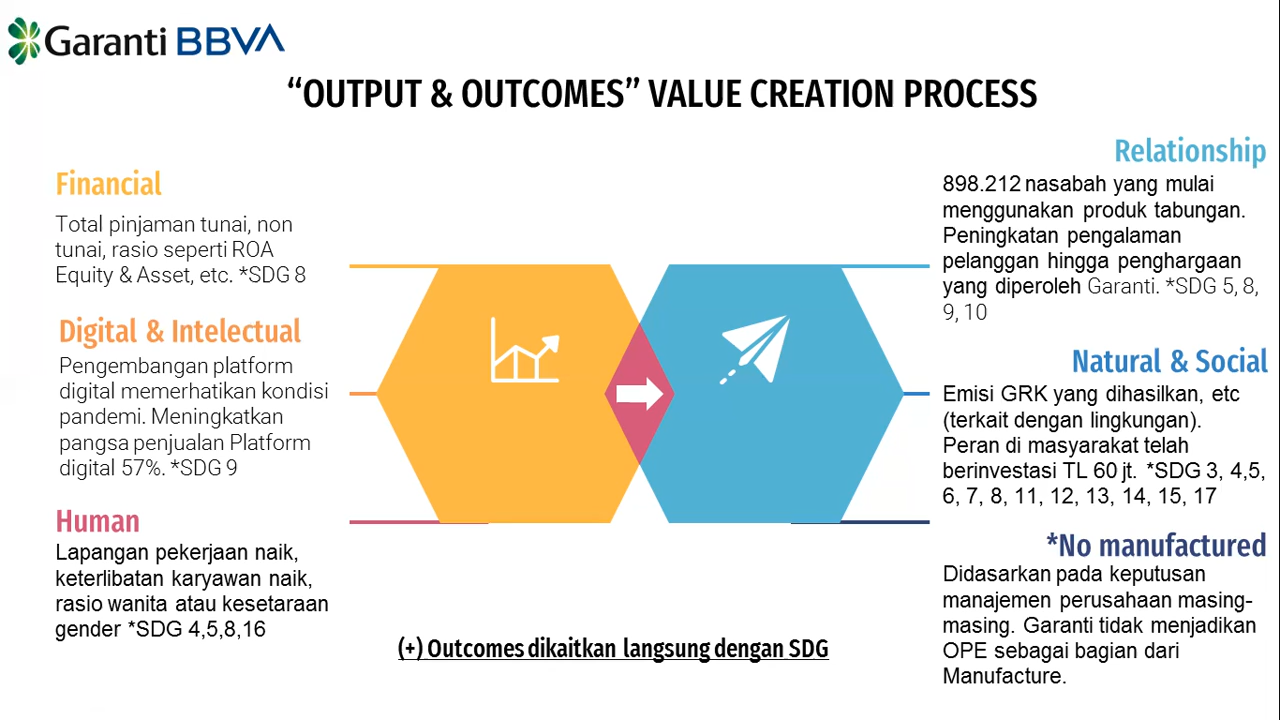 Garanti BBVA
“OUTPUT & OUTCOMES” VALUE CREATION PROCESS
Financial
Total pinjaman tunai, non
tunai, rasio seperti ROA
Equity & Asset, etc. *SDG 8
Digital & Intelectual
Pengembangan platform
digital memerhatikan kondisi
pandemi. Meningkatkan
pangsa penjualan Platform
digital 57%. *SDG 9
Human
Lapangan pekerjaan naik,
keterlibatan karyawan naik,
rasio wanita atau kesetaraan
gender *SDG 4,5,8,16
Relationship
898.212 nasabah yang mulai
menggunakan produk tabungan.
Peningkatan pengalaman
pelanggan hingga penghargaan
yang diperoleh Garanti. *SDG 5, 8,
9, 10
Natural & Social
Emisi GRK yang dihasilkan, etc
(terkait dengan lingkungan).
Peran di masyarakat telah
berinvestasi TL 60 jt. *SDG 3, 4,5,
6, 7, 8, 11, 12, 13, 14, 15, 17
*No manufactured
Didasarkan pada keputusan
manajemen perusahaan masing-
masing. Garanti tidak menjadikan
OPE sebagai bagian dari
Manufacture.
(+) Outcomes dikaitkan langsung dengan SDG